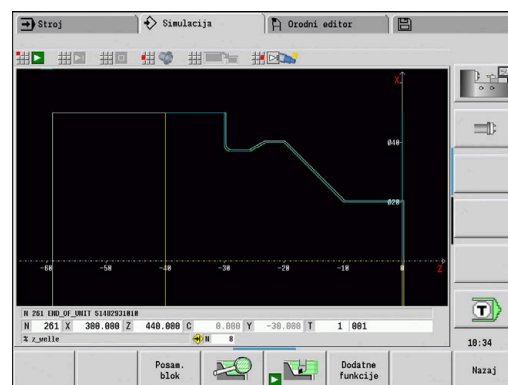 Stroj Simulacija Orodni editor
X
Ø40
Ø20
-60 -50 -40 -30 -20 -10 0 Z
N 261 END_OF_UNIT S1482931010
N 261 X 300.000 Z 440.000 C 0.000 Y -30.000 T 1 001
% z_welle N 8
T
10:34
Posam. blok
Dodatne funkcije
Nazaj